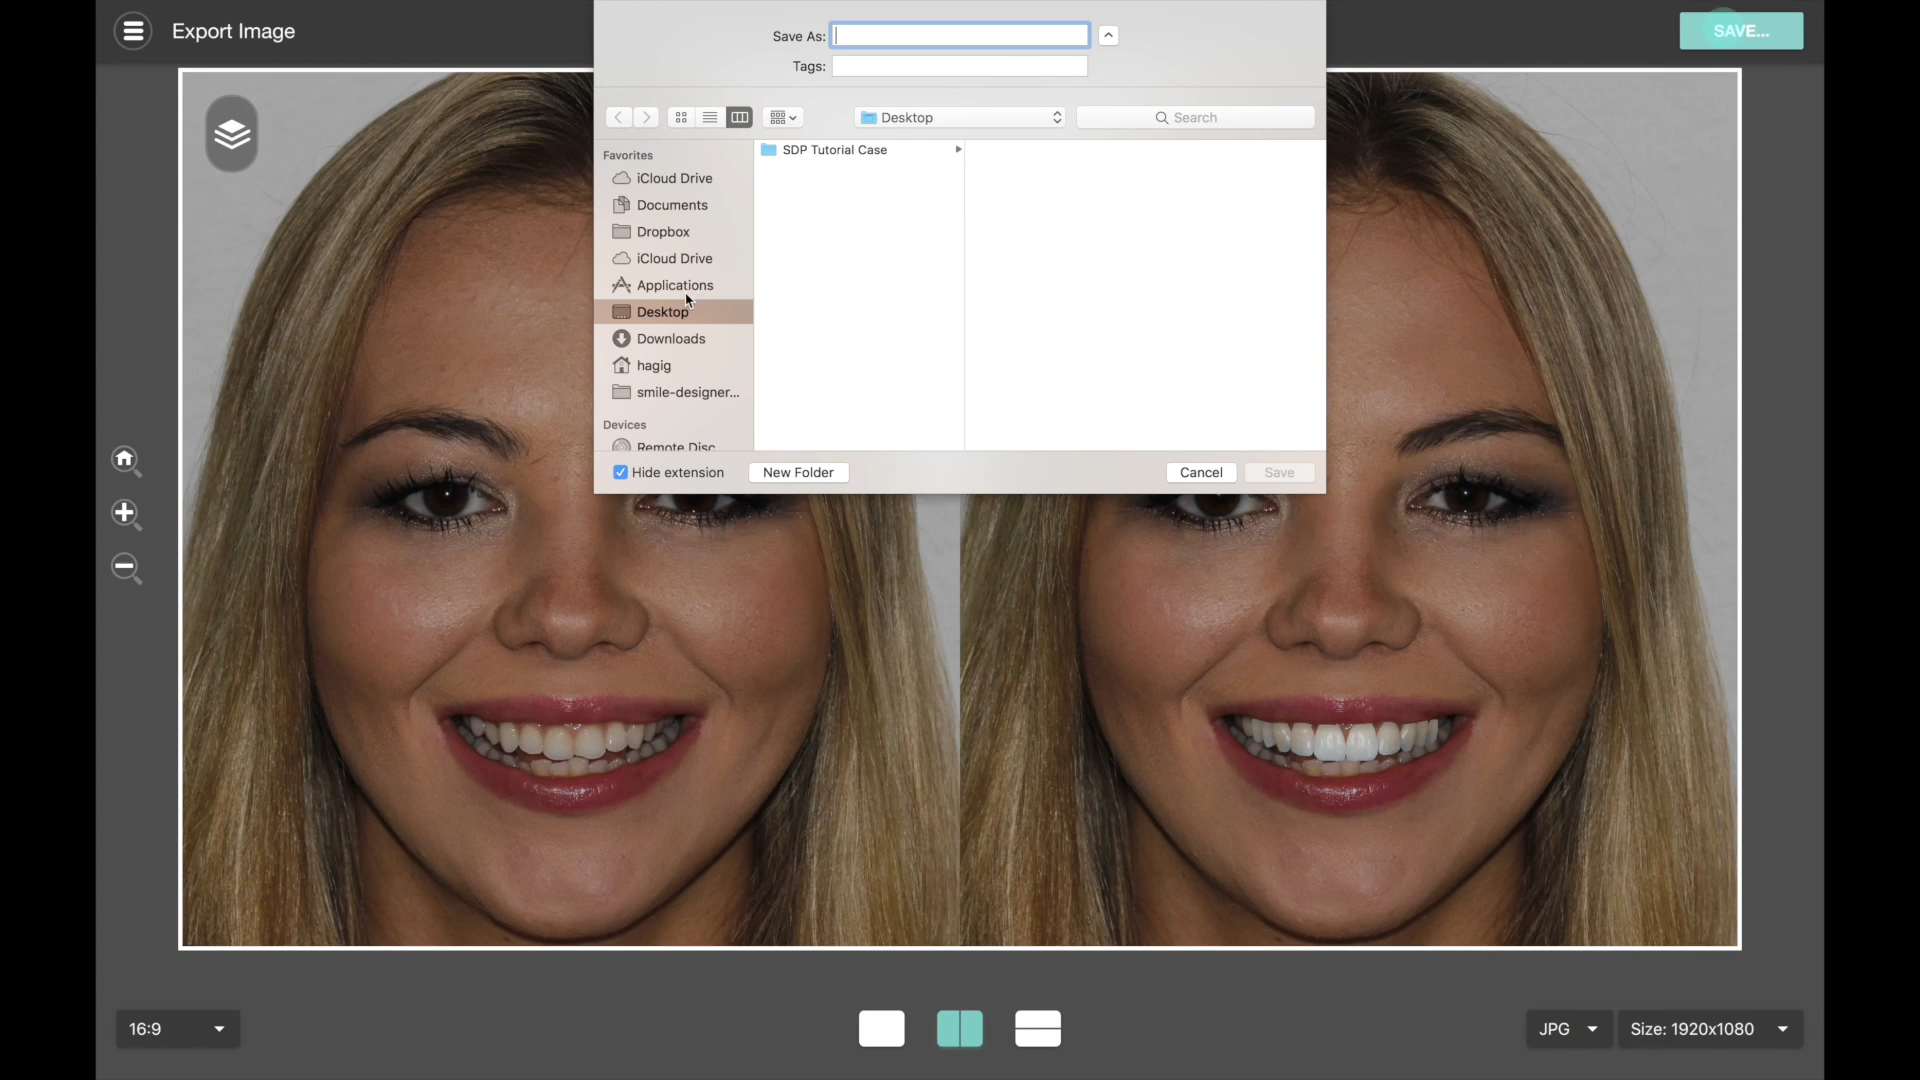 Export Image
SAVE...
Save As:
Tags:
Desktop
Search
Favorites
iCloud Drive
Documents
Dropbox
iCloud Drive
Applications
Desktop
Downloads
hagig
smile-designer...
Devices
Remote Disc
SDP Tutorial Case
Hide extension
New Folder
Cancel
Save
16:9
JPG
Size: 1920x1080